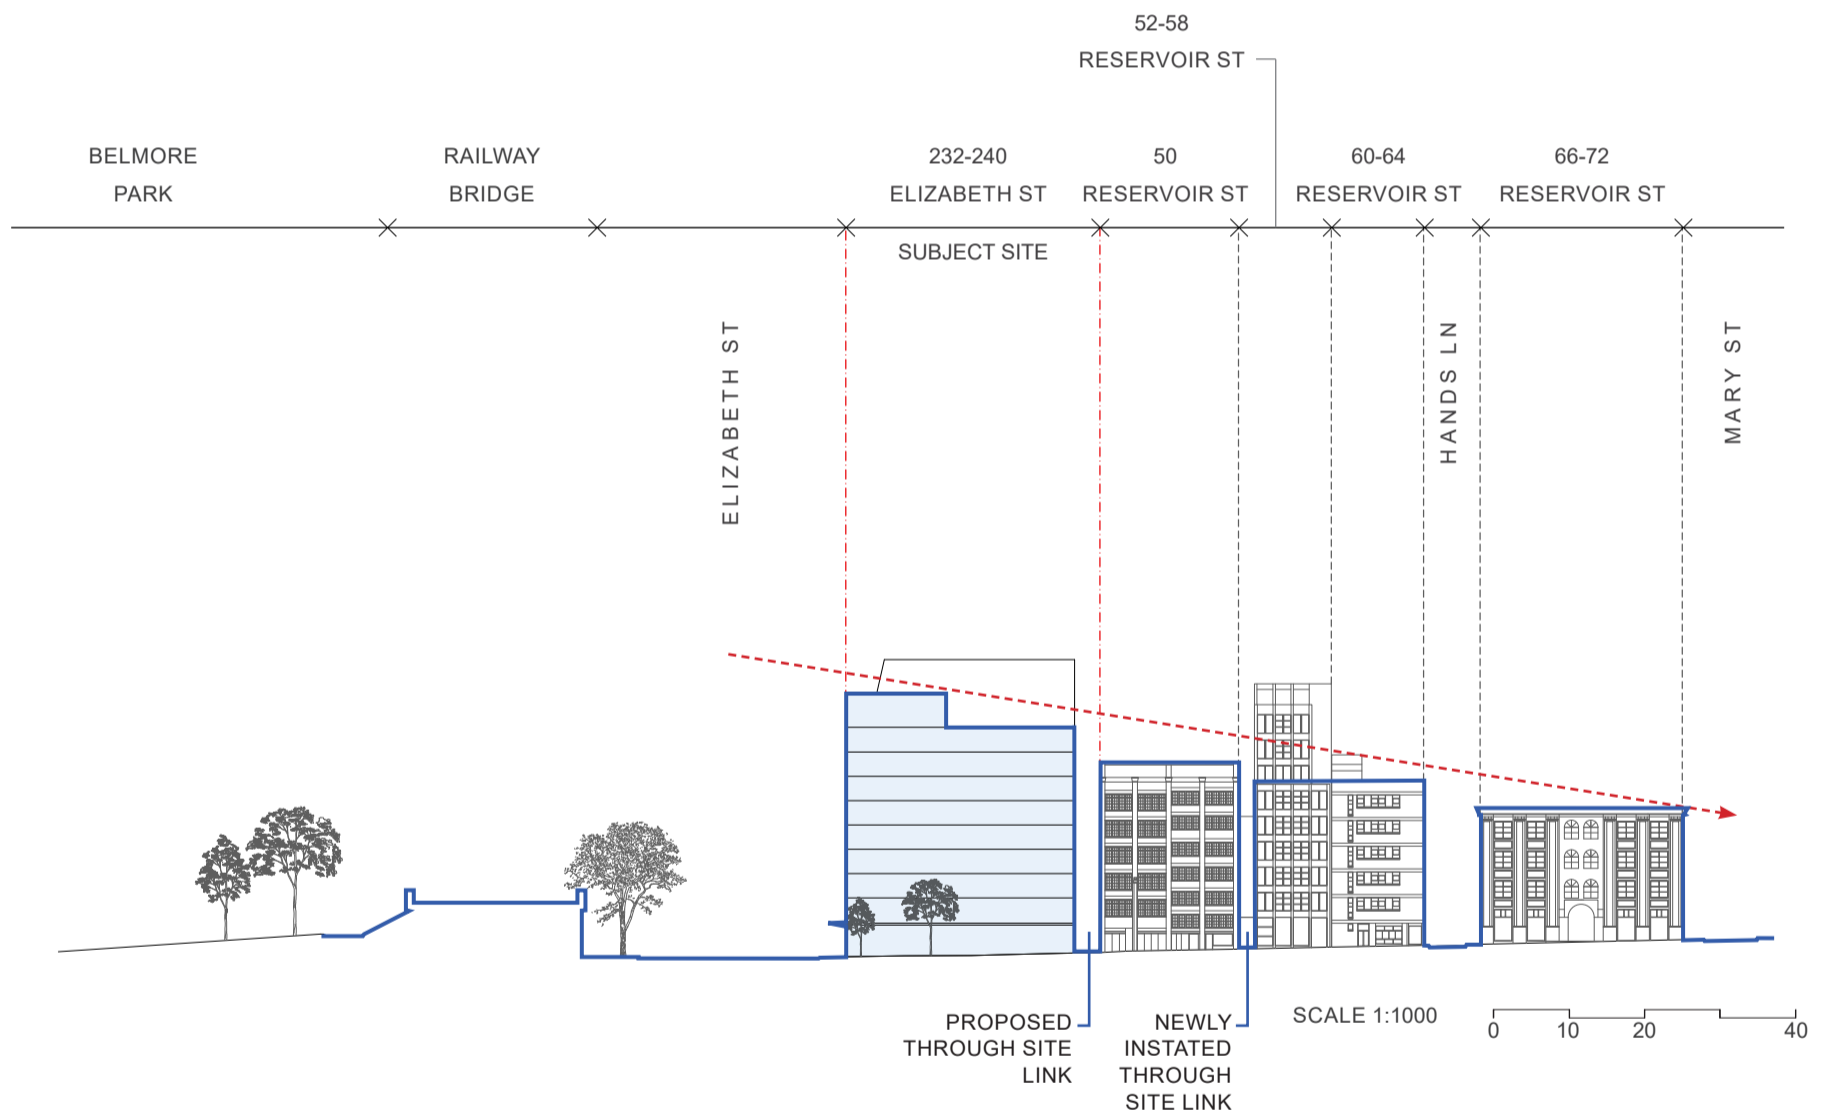 52-58
RESERVOIR ST
BELMORE
PARK
RAILWAY
BRIDGE
232-240
ELIZABETH ST
50
RESERVOIR ST
60-64
RESERVOIR ST
66-72
RESERVOIR ST
SUBJECT SITE
ELIZABETH ST
HANDS LN
MARY ST
PROPOSED
THROUGH SITE
LINK
NEWLY
INSTATED
THROUGH
SITE LINK
SCALE 1:1000
0 10 20 40